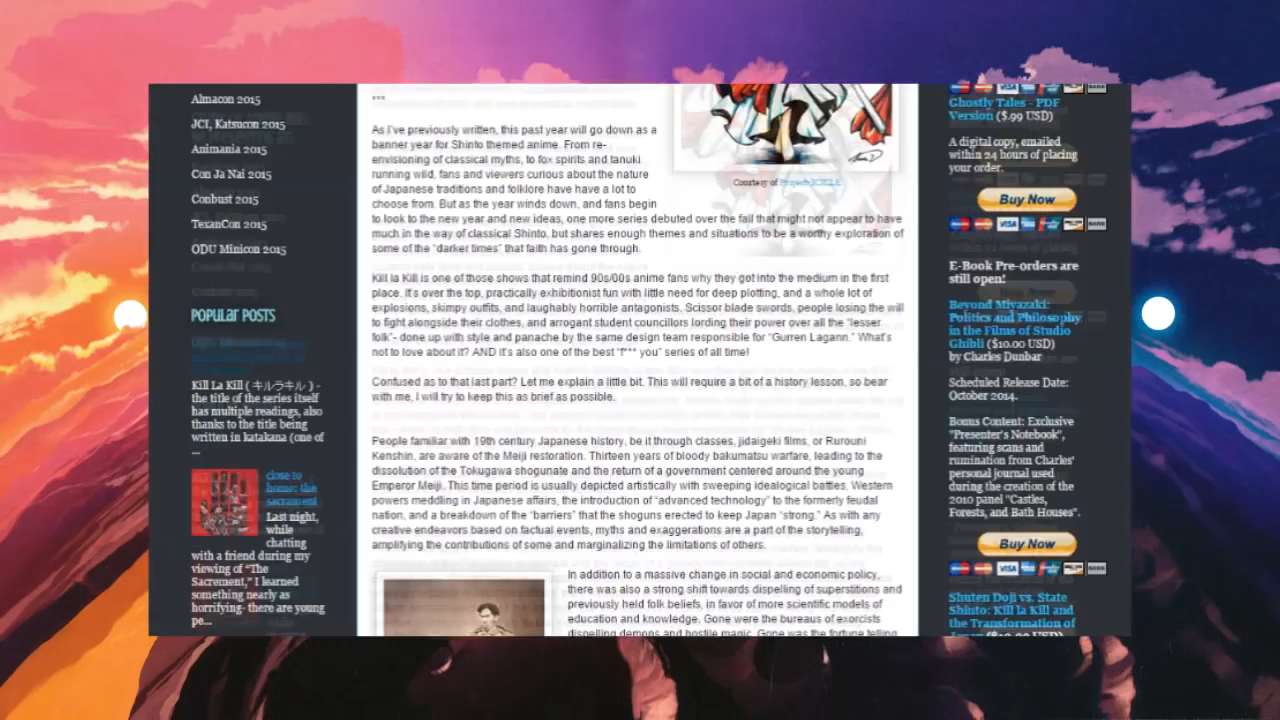 Almacon 2015
JCI, Katsucon 2015
Animania 2015
Con Ja Nai 2015
Conbust 2015
TexanCon 2015
ODU Minicon 2015
POPULAR POSTS
Kill La Kill ( キルラキル ) -
the title of the series itself
has multiple readings, also
thanks to the title being
written in katakana (one of
...
close to
home: the
sacrament
Last night,
while
chatting
with a friend during my
viewing of “The
Sacrament,” I learned
something nearly as
horrifying- there are young
pe...
***
Courtesy of Project-ICICLE
As I’ve previously written, this past year will go down as a
banner year for Shinto themed anime. From re-
envisioning of classical myths, to fox spirits and tanuki
running wild, fans and viewers curious about the nature
of Japanese traditions and folklore have have a lot to
choose from. But as the year winds down, and fans begin
to look to the new year and new ideas, one more series debuted over the fall that might not appear to have
much in the way of classical Shinto, but shares enough themes and situations to be a worthy exploration of
some of the “darker times” that faith has gone through.
Kill la Kill is one of those shows that remind 90s/00s anime fans why they got into the medium in the first
place. It’s over the top, practically exhibitionist fun with little need for deep plotting, and a whole lot of
explosions, skimpy outfits, and laughably horrible antagonists. Scissor blade swords, people losing the will
to fight alongside their clothes, and arrogant student councillors lording their power over all the “lesser
folk”- done up with style and panache by the same design team responsible for “Gurren Lagann.” What’s
not to love about it? AND it’s also one of the best “f*** you” series of all time!
Confused as to that last part? Let me explain a little bit. This will require a bit of a history lesson, so bear
with me, I will try to keep this as brief as possible.
People familiar with 19th century Japanese history, be it through classes, jidaigeki films, or Rurouni
Kenshin, are aware of the Meiji restoration. Thirteen years of bloody bakumatsu warfare, leading to the
dissolution of the Tokugawa shogunate and the return of a government centered around the young
Emperor Meiji. This time period is usually depicted artistically with sweeping idealogical battles, Western
powers meddling in Japanese affairs, the introduction of “advanced technology” to the formerly feudal
nation, and a breakdown of the “barriers” that the shoguns erected to keep Japan “strong.” As with any
creative endeavors based on factual events, myths and exaggerations are a part of the storytelling,
amplifying the contributions of some and marginalizing the limitations of others.
In addition to a massive change in social and economic policy,
there was also a strong shift towards dispelling of superstitions and
previously held folk beliefs, in favor of more scientific models of
education and knowledge. Gone were the bureaus of exorcists
dispelling demons and hostile magic. Gone was the fortune telling
Ghostly Tales - PDF
Version ($.99 USD)
A digital copy, emailed
within 24 hours of placing
your order.
Buy Now
VISA
BANK
E-Book Pre-orders are
still open!
Beyond Miyazaki:
Politics and Philosophy
in the Films of Studio
Ghibli ($10.00 USD)
by Charles Dunbar
Scheduled Release Date:
October 2014.
Bonus Content: Exclusive
"Presenter's Notebook",
featuring scans and
rumination from Charles'
personal journal used
during the creation of the
2010 panel "Castles,
Forests, and Bath Houses".
Buy Now
VISA
BANK
Shuten Doji vs. State
Shinto: Kill la Kill and
the Transformation of
Japan ($10.00 USD)